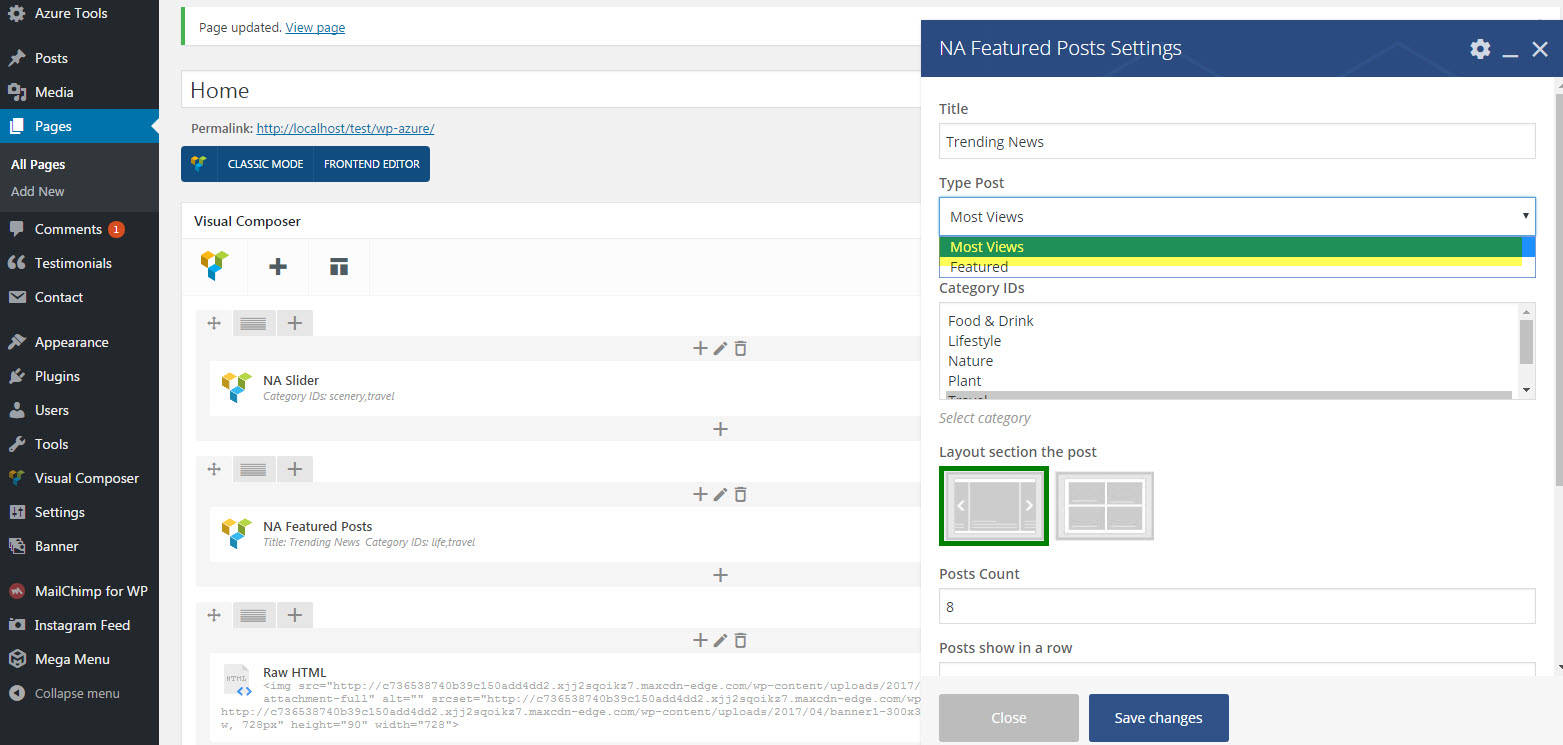 Azure Tools
Posts
Media
Pages
All Pages
Add New
Comments 1
Testimonials
Contact
Appearance
Plugins
Users
Tools
Visual Composer
Settings
Banner
MailChimp for WP
Instagram Feed
Mega Menu
Collapse menu
Page updated. View page
Home
Permalink: http://localhost/test/wp-azure/
CLASSIC MODE
FRONTEND EDITOR
Visual Composer
NA Slider
Category IDs: scenery,travel
NA Featured Posts
Title: Trending News Category IDs: life,travel
HTML
Raw HTML
<img src="http://c736538740b39c150add4dd2.xjj2sqoikz7.maxcdn-edge.com/wp-content/uploads/2017/
attachment-full" alt="" srcset="http://c736538740b39c150add4dd2.xjj2sqoikz7.maxcdn-edge.com/wp
http://c736538740b39c150add4dd2.xjj2sqoikz7.maxcdn-edge.com/wp-content/uploads/2017/04/banner1-300x3
w, 728px" height="90" width="728">
NA Featured Posts Settings
Title
Trending News
Type Post
Most Views
Most Views
Featured
Category IDs
Food & Drink
Lifestyle
Nature
Plant
Travel
Select category
Layout section the post
Posts Count
8
Posts show in a row
Close
Save changes